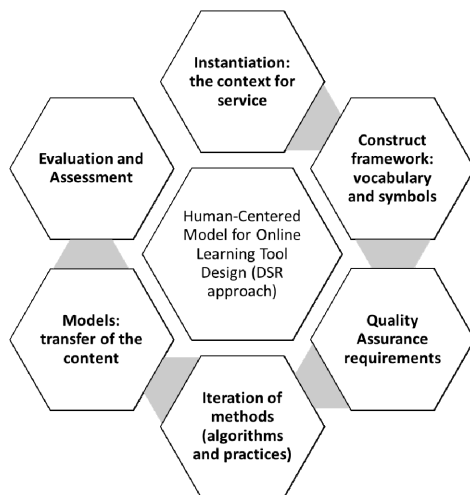 Instantiation:
the context for
service
Construct
framework:
vocabulary
and symbols
Quality
Assurance
requirements
Iteration of
methods
(algorithms
and practices)
Models:
transfer of the
content
Evaluation and
Assessment
Human-Centered
Model for Online
Learning Tool
Design (DSR
approach)